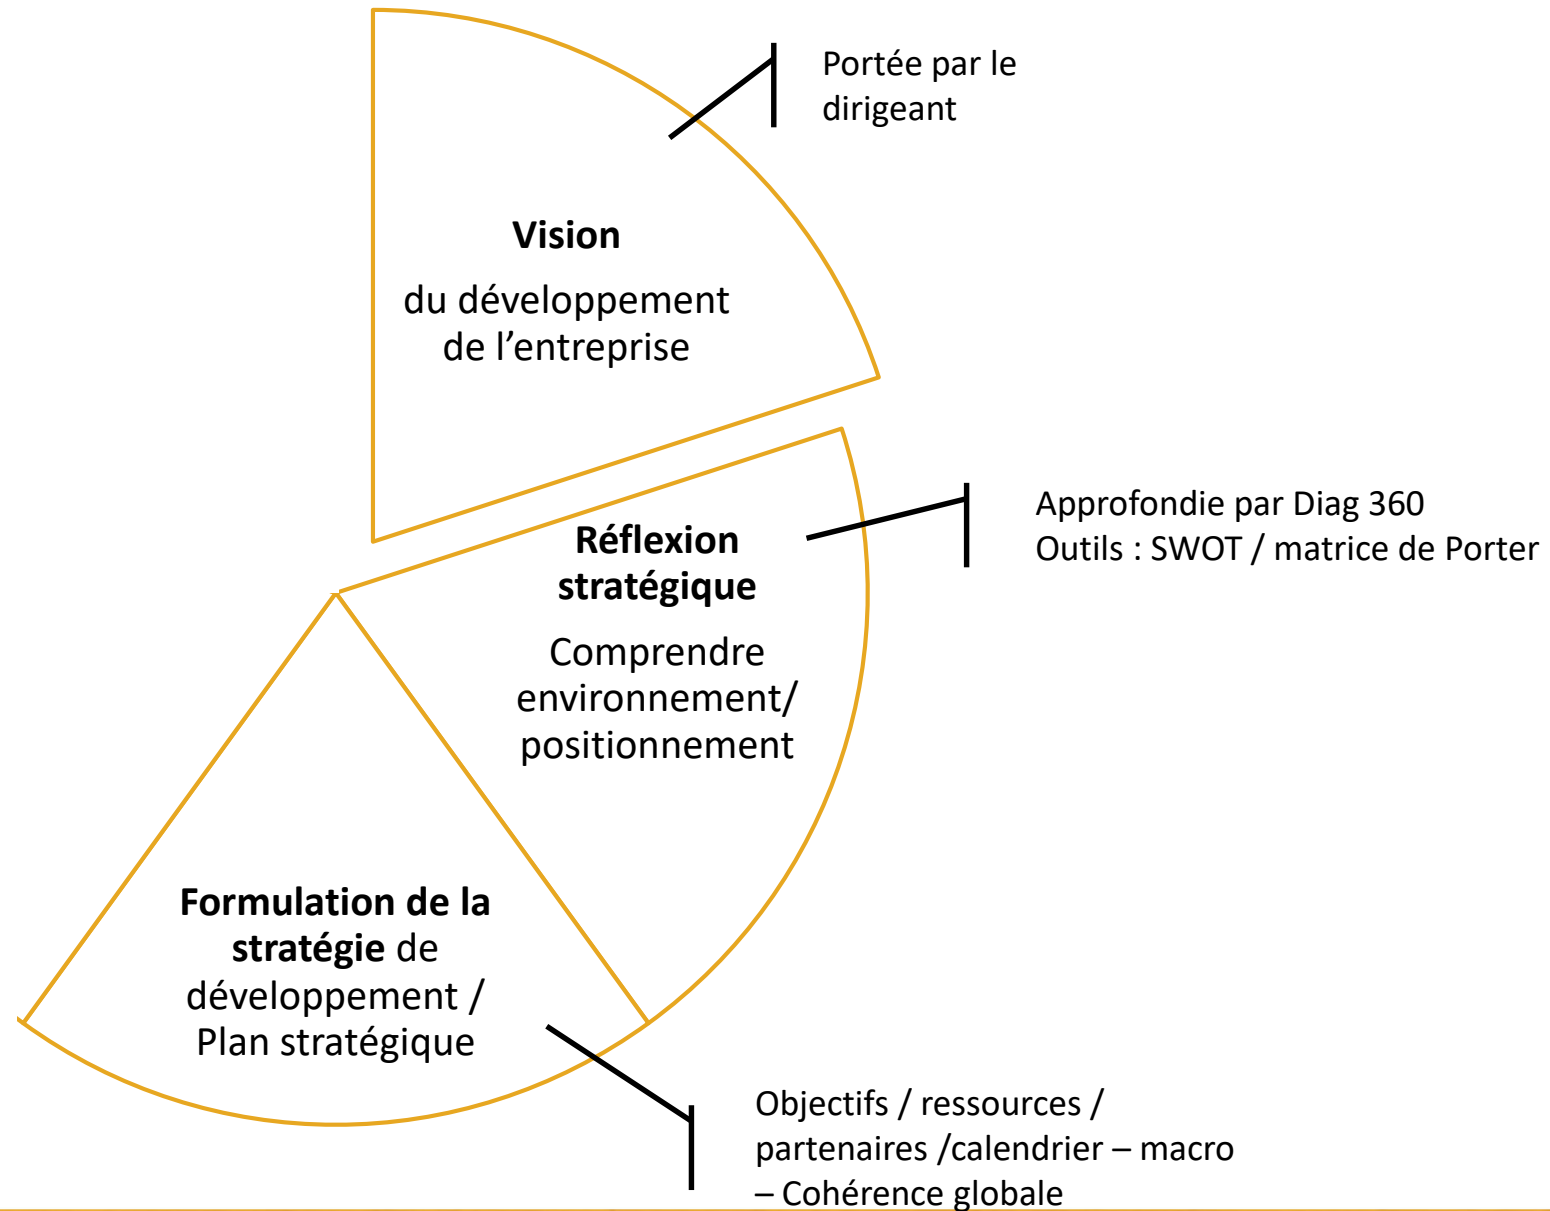 Portée par le
dirigeant
Vision
du développement
de l’entreprise
Approfondie par Diag 360
Outils : SWOT / matrice de Porter
Réflexion
stratégique
Comprendre
environnement/
positionnement
Formulation de la
stratégie de
développement /
Plan stratégique
Objectifs / ressources /
partenaires /calendrier – macro
– Cohérence globale